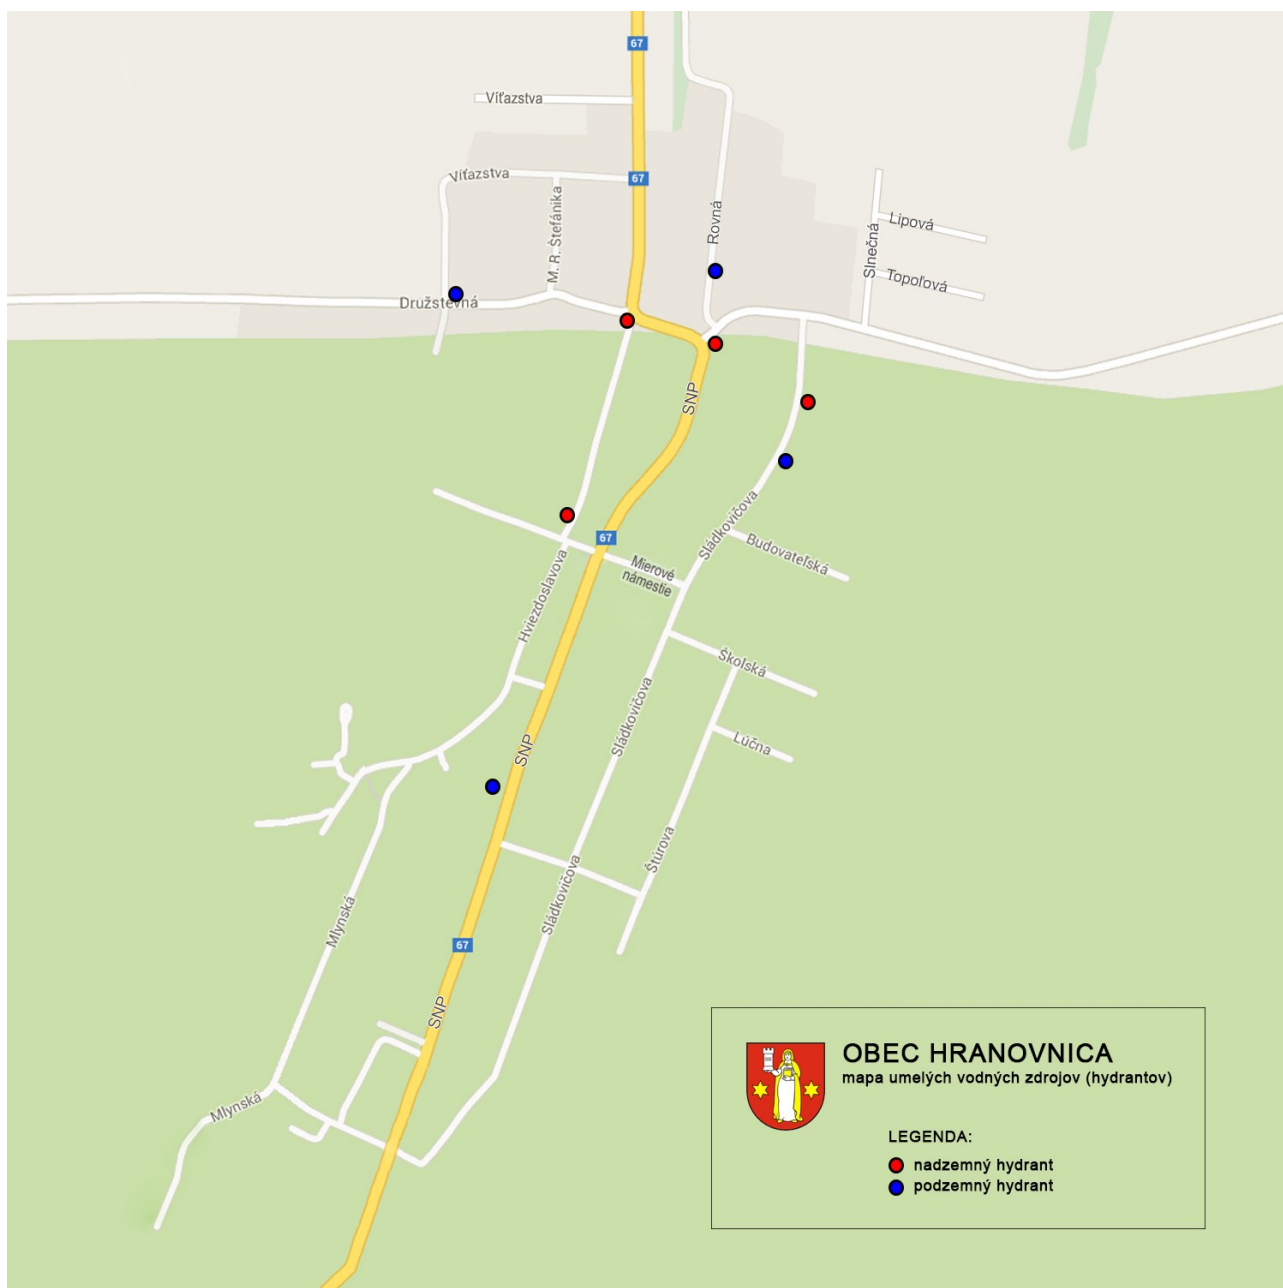 67
Víťazstva
Víťazstva
67
M. R. Štefánika
Rovná
Lipová
Slnečná
Topoľová
Družstevná
SNP
Sládkovičova
67
Budovateľská
Mierové
námestie
Hviezdoslavova
Školská
Sládkovičova
Lúčna
SNP
Štúrova
Sládkovičova
Mlynská
67
SNP
Mlynská
OBEC HRANOVNICA
mapa umelých vodných zdrojov (hydrantov)
LEGENDA:
nadzemný hydrant
podzemný hydrant